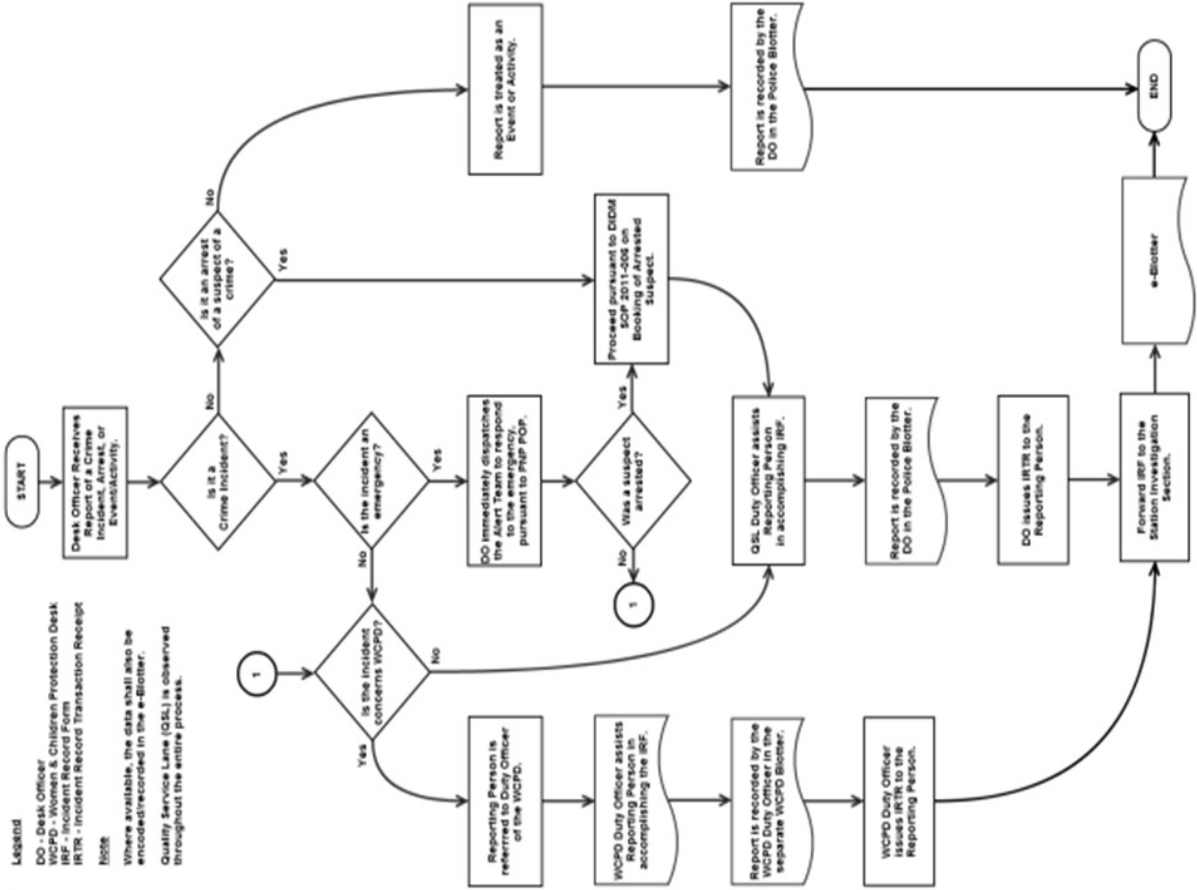 Legend
DO - Desk Officer
WCPD - Women & Children Protection Desk
IRF - Incident Record Form
IRTR - Incident Record Transaction Receipt
Note
Where available, the data shall also be
encoded/recorded in the e-Blotter.
Quality Service Lane (QSL) is observed
throughout the entire process.
START
Desk Officer Receives
Report of a Crime
Incident, Arrest, or
Event/Activity.
Is it a
Crime Incident?
No
Yes
Is it an arrest
of a suspect of a
crime?
No
Yes
Is the incident an
emergency?
No
Yes
1
Is the incident
concerns WCPD?
Yes
No
Reporting Person is
referred to Duty Officer
of the WCPD.
DO immediately dispatches
the Alert Team to respond
to the emergency,
pursuant to PNP POP.
Report is treated as an
Event or Activity.
WCPD Duty Officer assists
Reporting Person in
accomplishing the IRF.
1
No
Was a suspect
arrested?
Yes
Proceed pursuant to DIDM
SOP 2011-006 on
Booking of Arrested
Suspect.
Report is recorded by the
WCPD Duty Officer in the
separate WCPD Blotter.
QSL Duty Officer assists
Reporting Person
in accomplishing IRF.
Report is recorded by the
DO in the Police Blotter.
WCPD Duty Officer
issues IRTR to the
Reporting Person.
Report is recorded by the
DO in the Police Blotter.
DO issues IRTR to the
Reporting Person.
Forward IRF to the
Station Investigation
Section.
e-Blotter
END